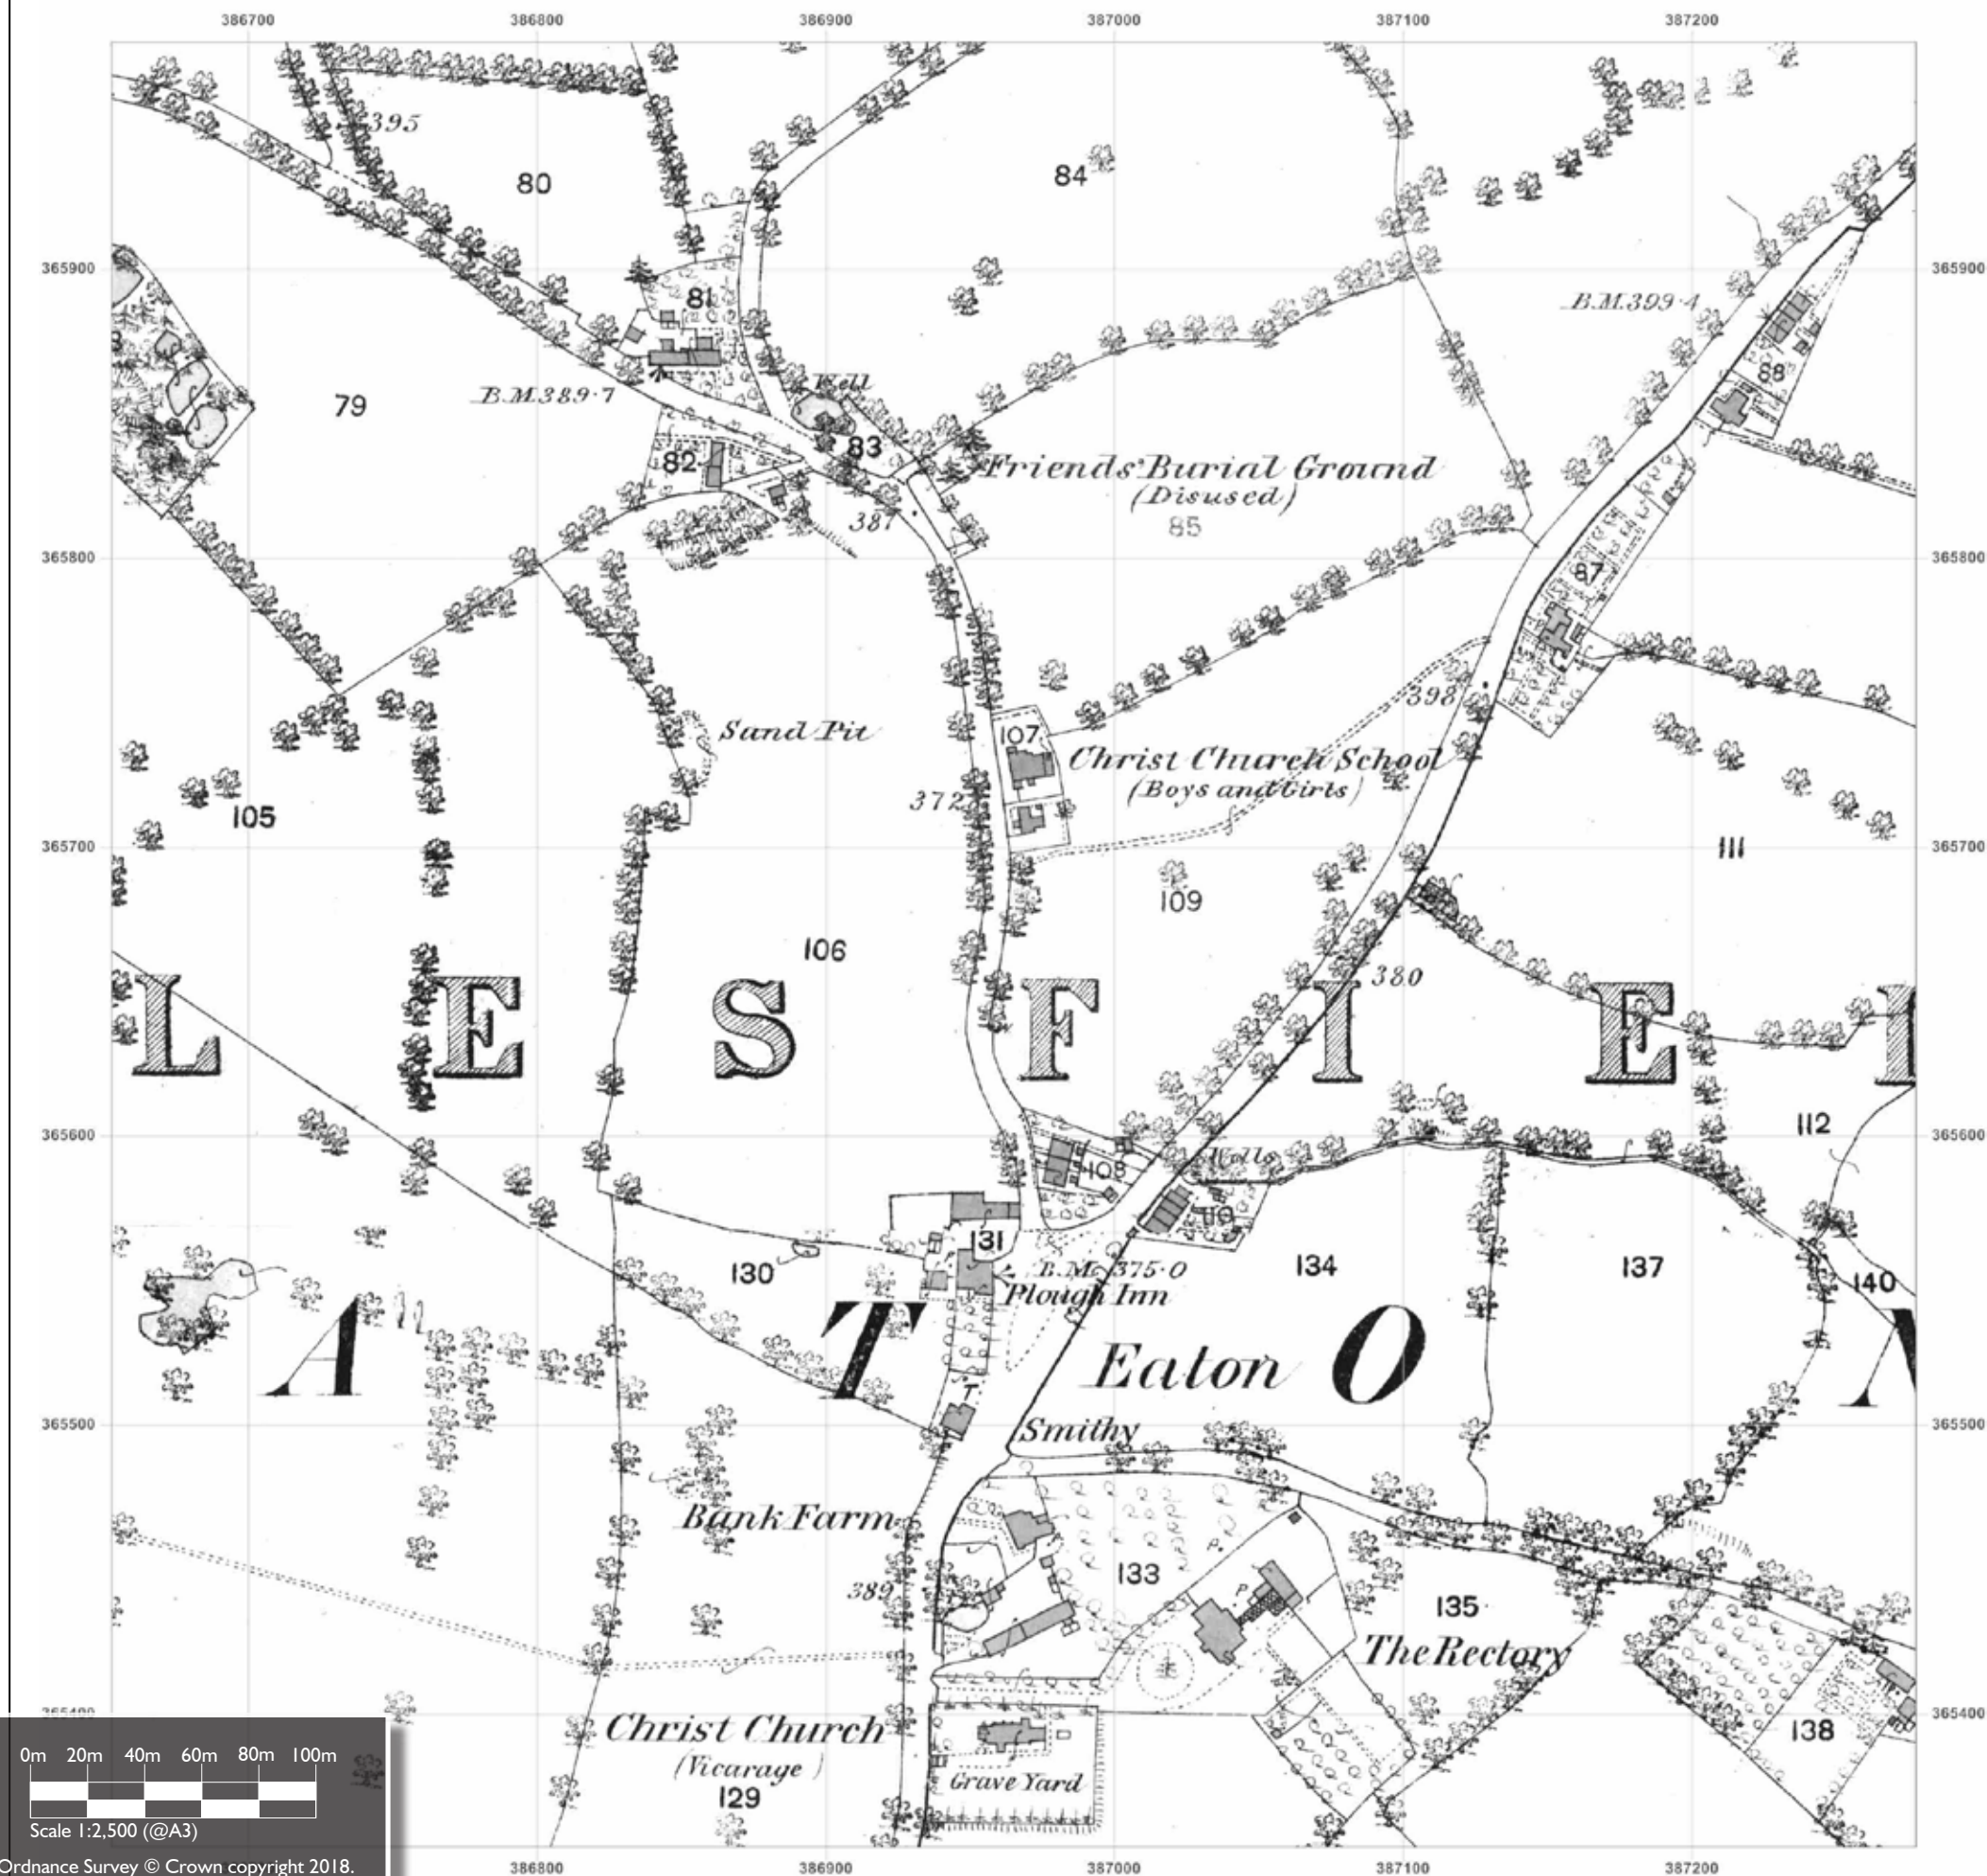 386700 386800 386900 387000 387100 387200
395
80
84
365900 365900
81
B.M.399·4
88
B.M.389·7
Well
79
83
82
Friends' Burial Ground
(Disused)
387
85
365800 365800
87
398
Sand Pit
107
Christ Church School
(Boys and Girls)
372
105
111
365700 365700
109
106
380
L E S F I E
112
365600 365600
Wells
108
110
131
130
B.M. 375·0
134
137
140
Plough Inn
A T O
Eaton
T
365500 365500
Smithy
Bank Farm
P.
133
P
389
135
The Rectory
365400 365400
Christ Church
(Vicarage)
138
129
Grave Yard
0m 20m 40m 60m 80m 100m
Scale 1:2,500 (@A3)
Ordnance Survey © Crown copyright 2018.
386800 386900 387000 387100 387200